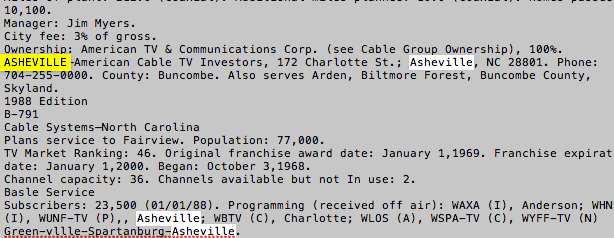 10,100.
Manager: Jim Myers.
City fee: 3% of gross.
Ownership: American TV & Communications Corp. (see Cable Group Ownership), 100%.
ASHEVILLE-American Cable TV Investors, 172 Charlotte St.; Asheville, NC 28801. Phone:
704-255-0000. County: Buncombe. Also serves Arden, Biltmore Forest, Buncombe County,
Skyland.
1988 Edition
B-791
Cable Systems-North Carolina
Plans service to Fairview. Population: 77,000.
TV Market Ranking: 46. Original franchise award date: January 1,1969. Franchise expirat
date: January 1,2000. Began: October 3,1968.
Channel capacity: 36. Channels available but not In use: 2.
Basle Service
Subscribers: 23,500 (01/01/88). Programming (received off air): WAXA (I), Anderson; WHN
(I), WUNF-TV (P),, Asheville; WBTV (C), Charlotte; WLOS (A), WSPA-TV (C), WYFF-TV (N)
Green-vllle-Spartanburg-Asheville.